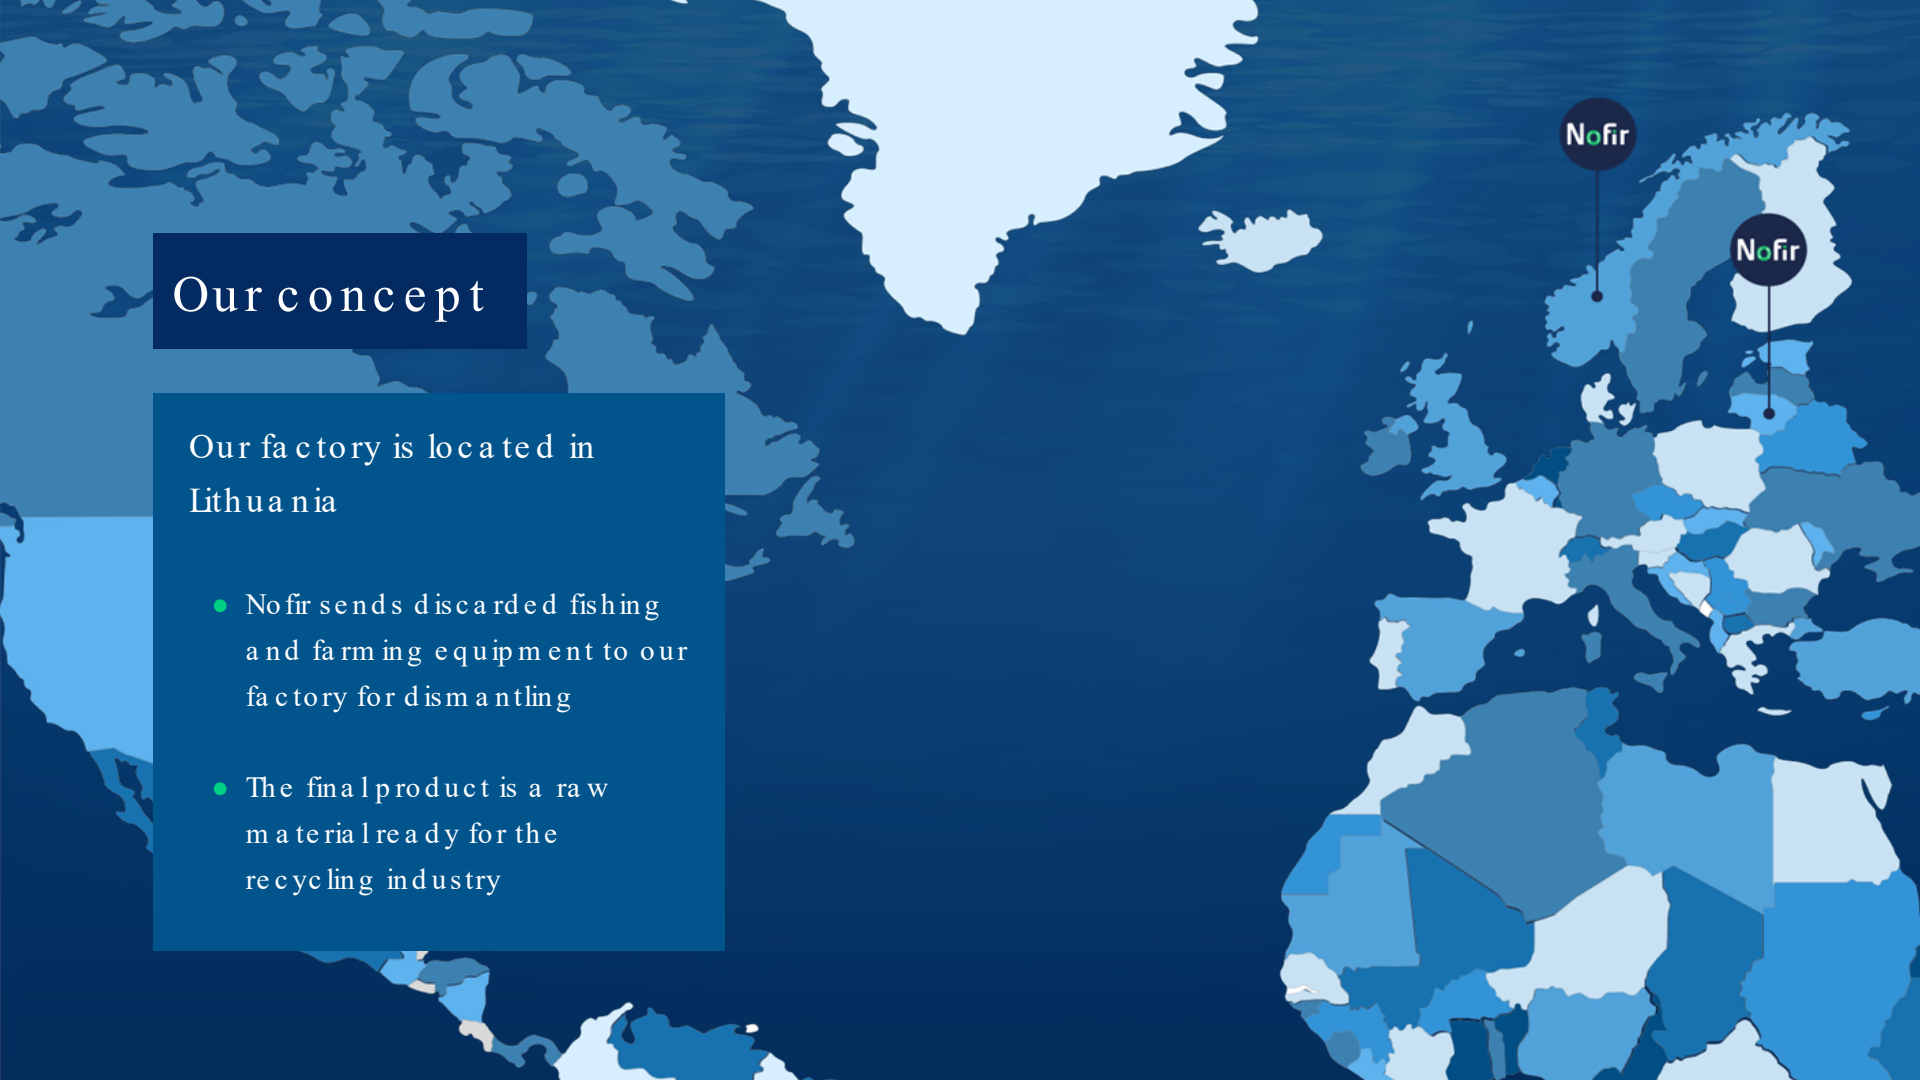 Nofir
Nofir
Our concept
Our factory is located in
Lithuania
Nofir sends discarded fishing
and farming equipment to our
factory for dismantling
The final product is a raw
material ready for the
recycling industry